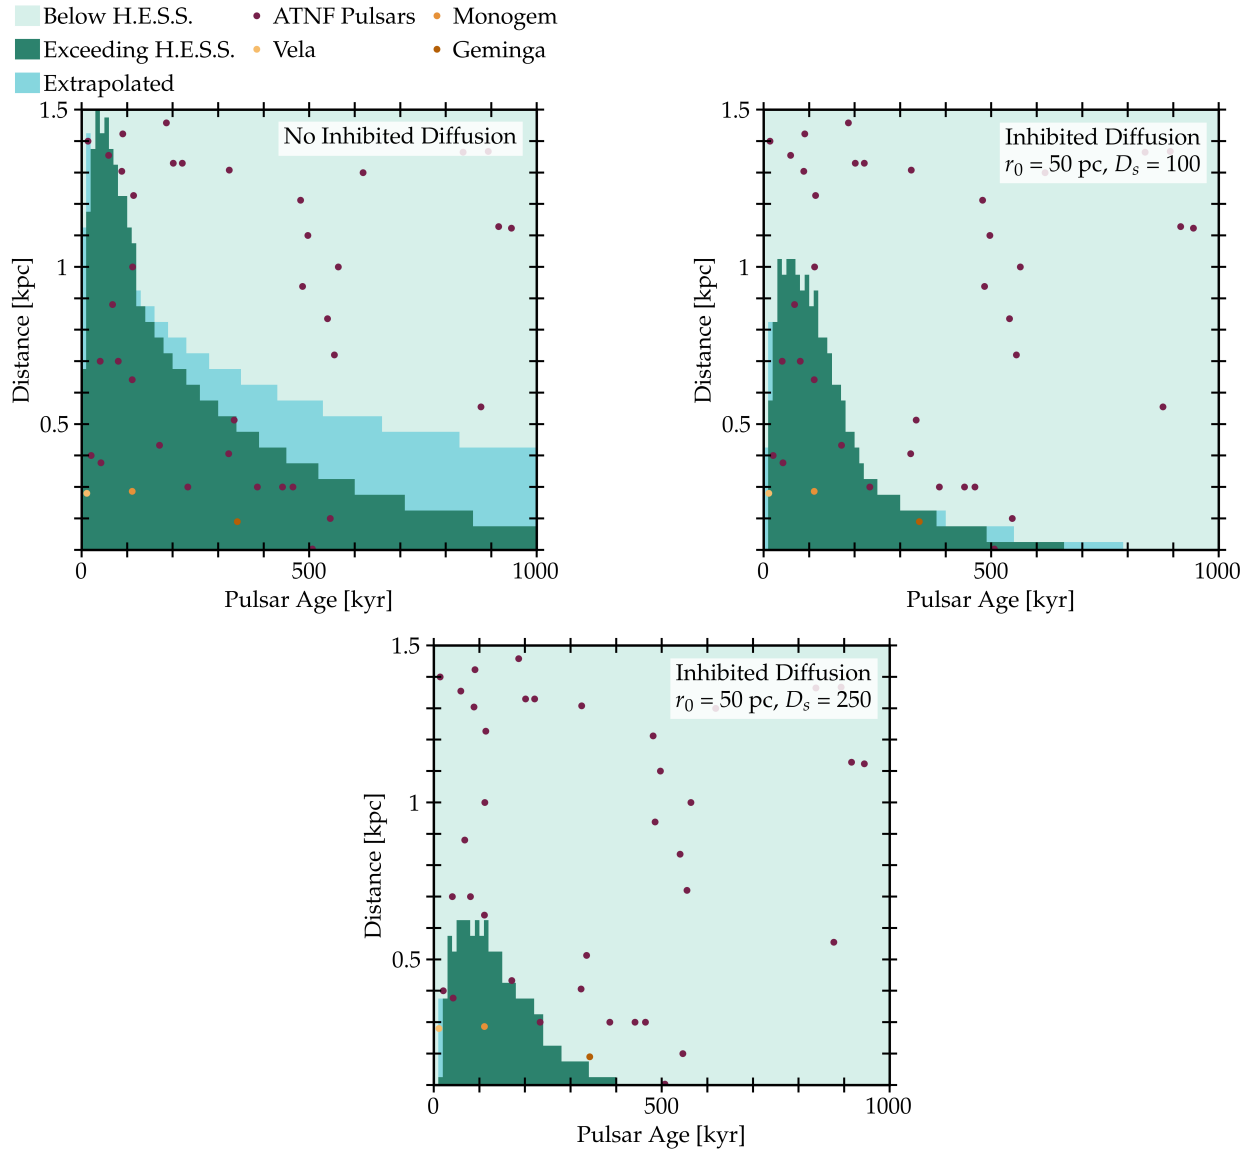 Below H.E.S.S.
ATNF Pulsars
Monogem
Exceeding H.E.S.S.
Vela
Geminga
Extrapolated
No Inhibited Diffusion
Distance [kpc]
1.5
1
0.5
0
500
1000
Pulsar Age [kyr]
Inhibited Diffusion
r₀ = 50 pc, Dₛ = 100
Distance [kpc]
1.5
1
0.5
0
500
1000
Pulsar Age [kyr]
Inhibited Diffusion
r₀ = 50 pc, Dₛ = 250
Distance [kpc]
1.5
1
0.5
0
500
1000
Pulsar Age [kyr]